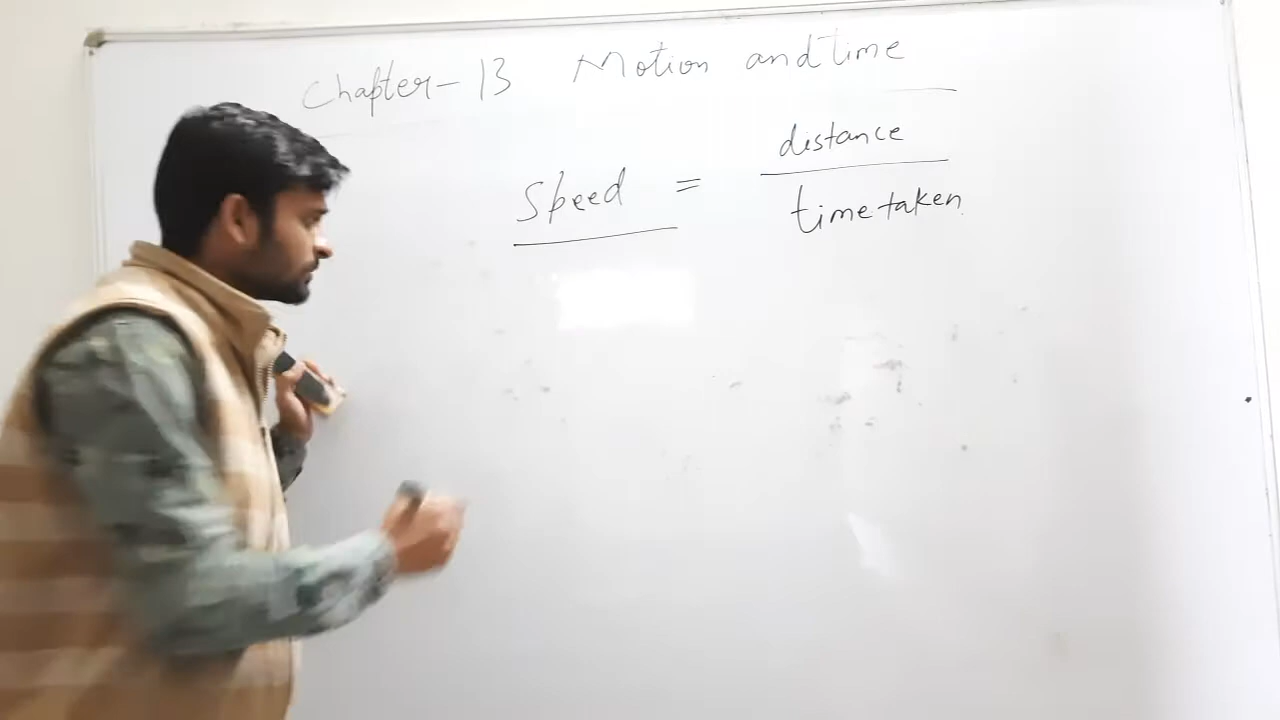 Chapter-13 Motion and time
Speed = distance
time taken